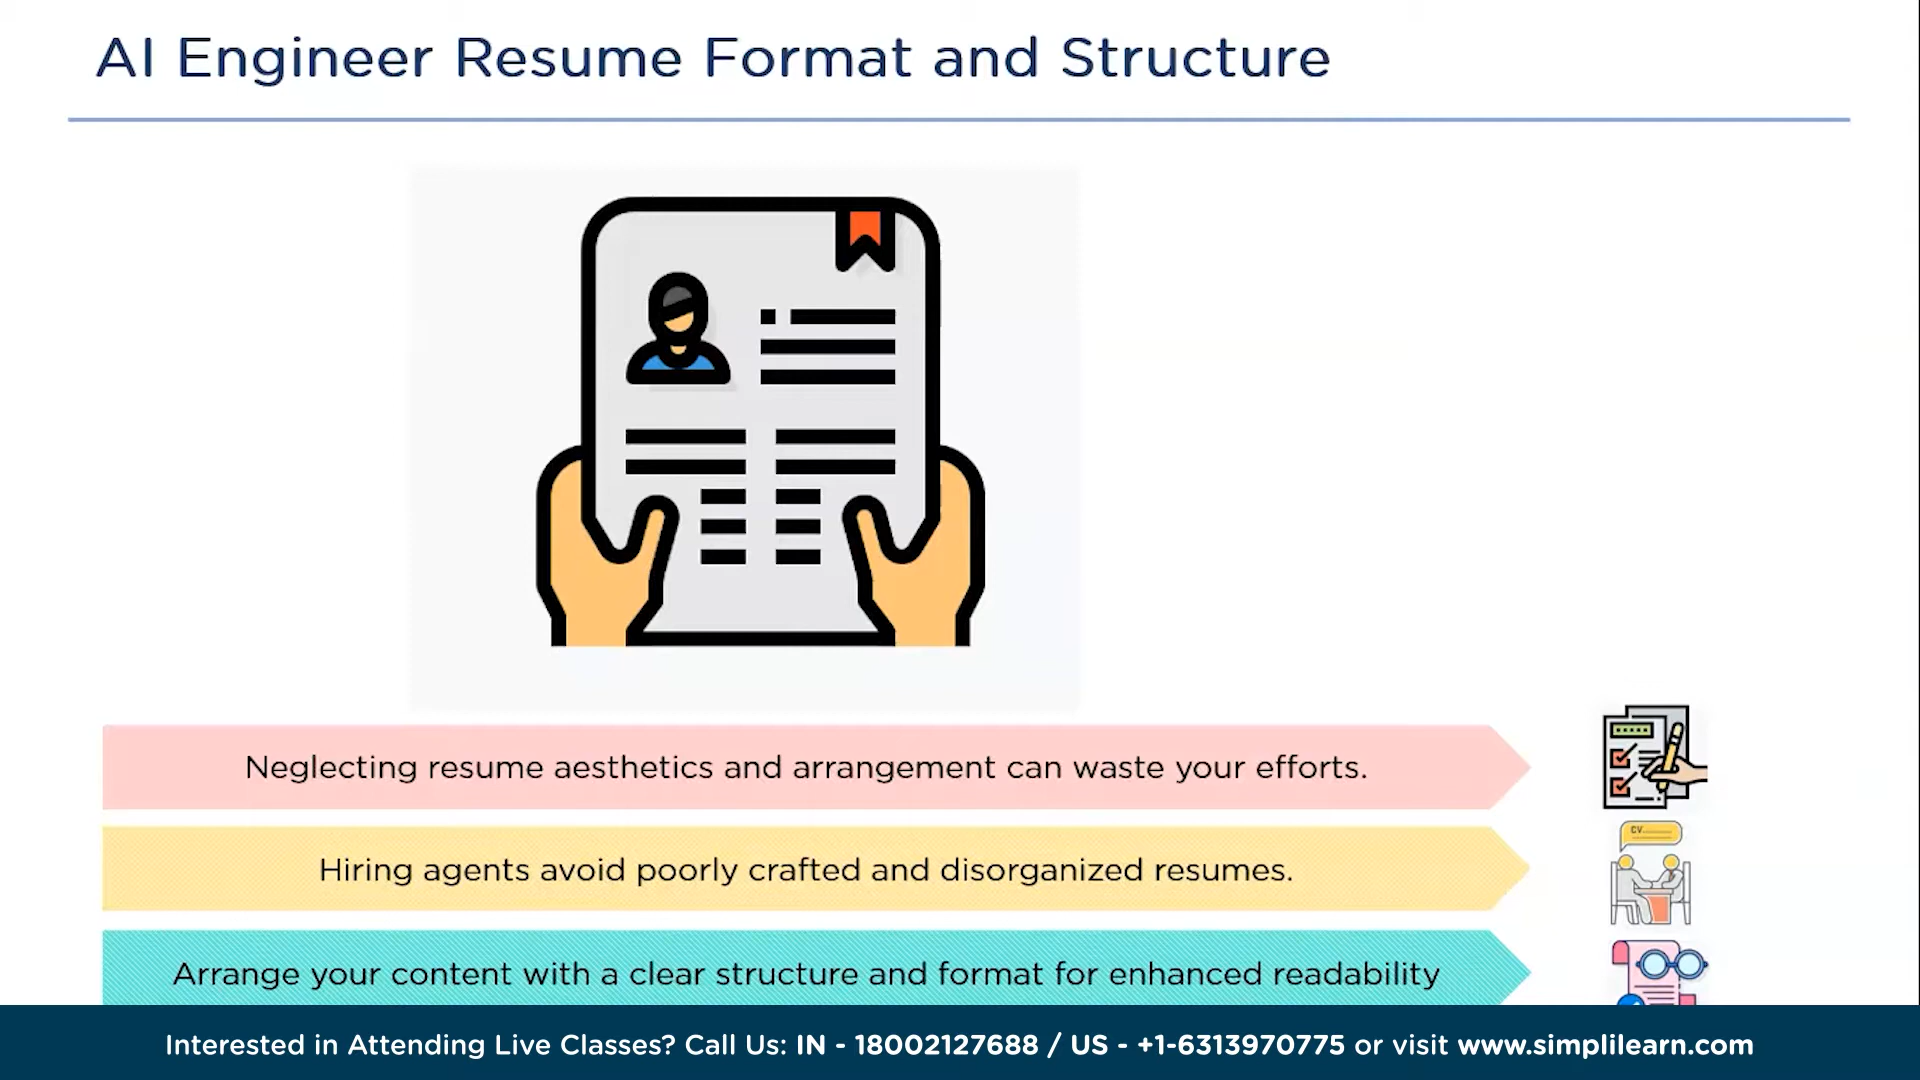 AI Engineer Resume Format and Structure
Neglecting resume aesthetics and arrangement can waste your efforts.
CV
Hiring agents avoid poorly crafted and disorganized resumes.
Arrange your content with a clear structure and format for enhanced readability
Interested in Attending Live Classes? Call Us: IN - 18002127688 / US - +1-6313970775 or visit www.simplilearn.com